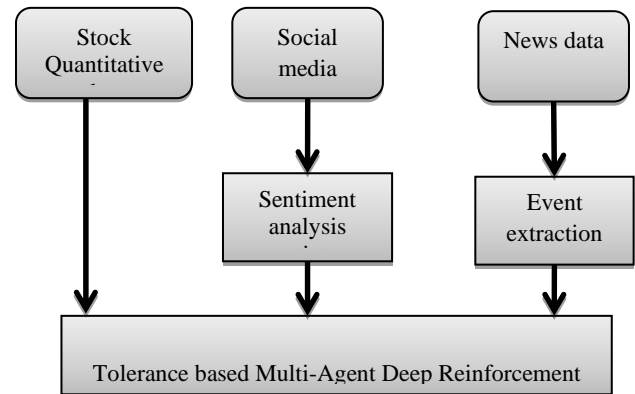 Stock
Quantitative
Social
media
News data
Sentiment
analysis
Event
extraction
Tolerance based Multi-Agent Deep Reinforcement